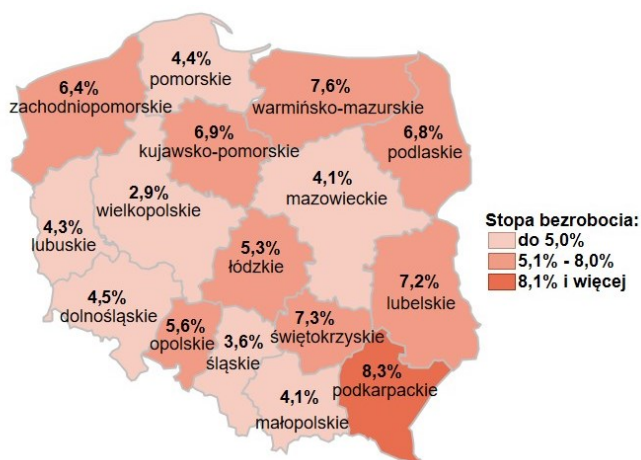 4,4%
pomorskie
6,4%
zachodniopomorskie
7,6%
warmińsko-mazurskie
6,8%
podlaskie
6,9%
kujawsko-pomorskie
4,1%
mazowieckie
2,9%
wielkopolskie
4,3%
lubuskie
5,3%
łódzkie
7,2%
lubelskie
4,5%
dolnośląskie
5,6%
opolskie
3,6%
śląskie
7,3%
świętokrzyskie
8,3%
podkarpackie
4,1%
małopolskie
Stopa bezrobocia:
do 5,0%
5,1% - 8,0%
8,1% i więcej